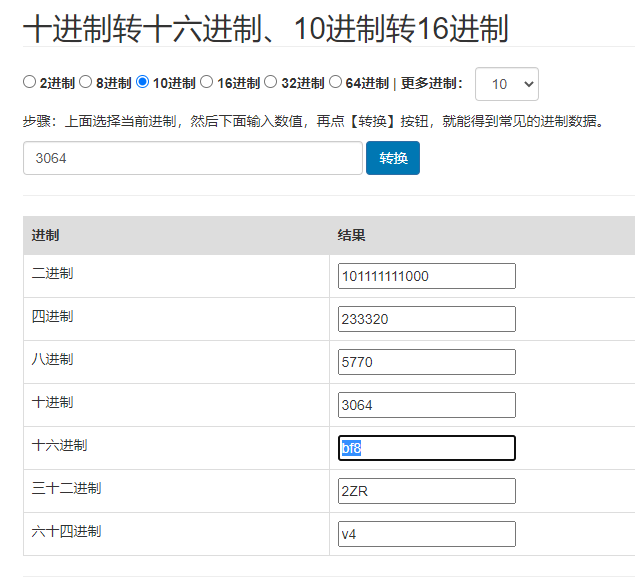 十进制转十六进制、10进制转16进制
2进制 8进制 10进制 16进制 32进制 64进制 | 更多进制： 10
步骤：上面选择当前进制，然后下面输入数值，再点【转换】按钮，就能得到常见的进制数据。
3064 转换
进制 结果
二进制 101111111000
四进制 233320
八进制 5770
十进制 3064
十六进制 bf8
三十二进制 2ZR
六十四进制 v4